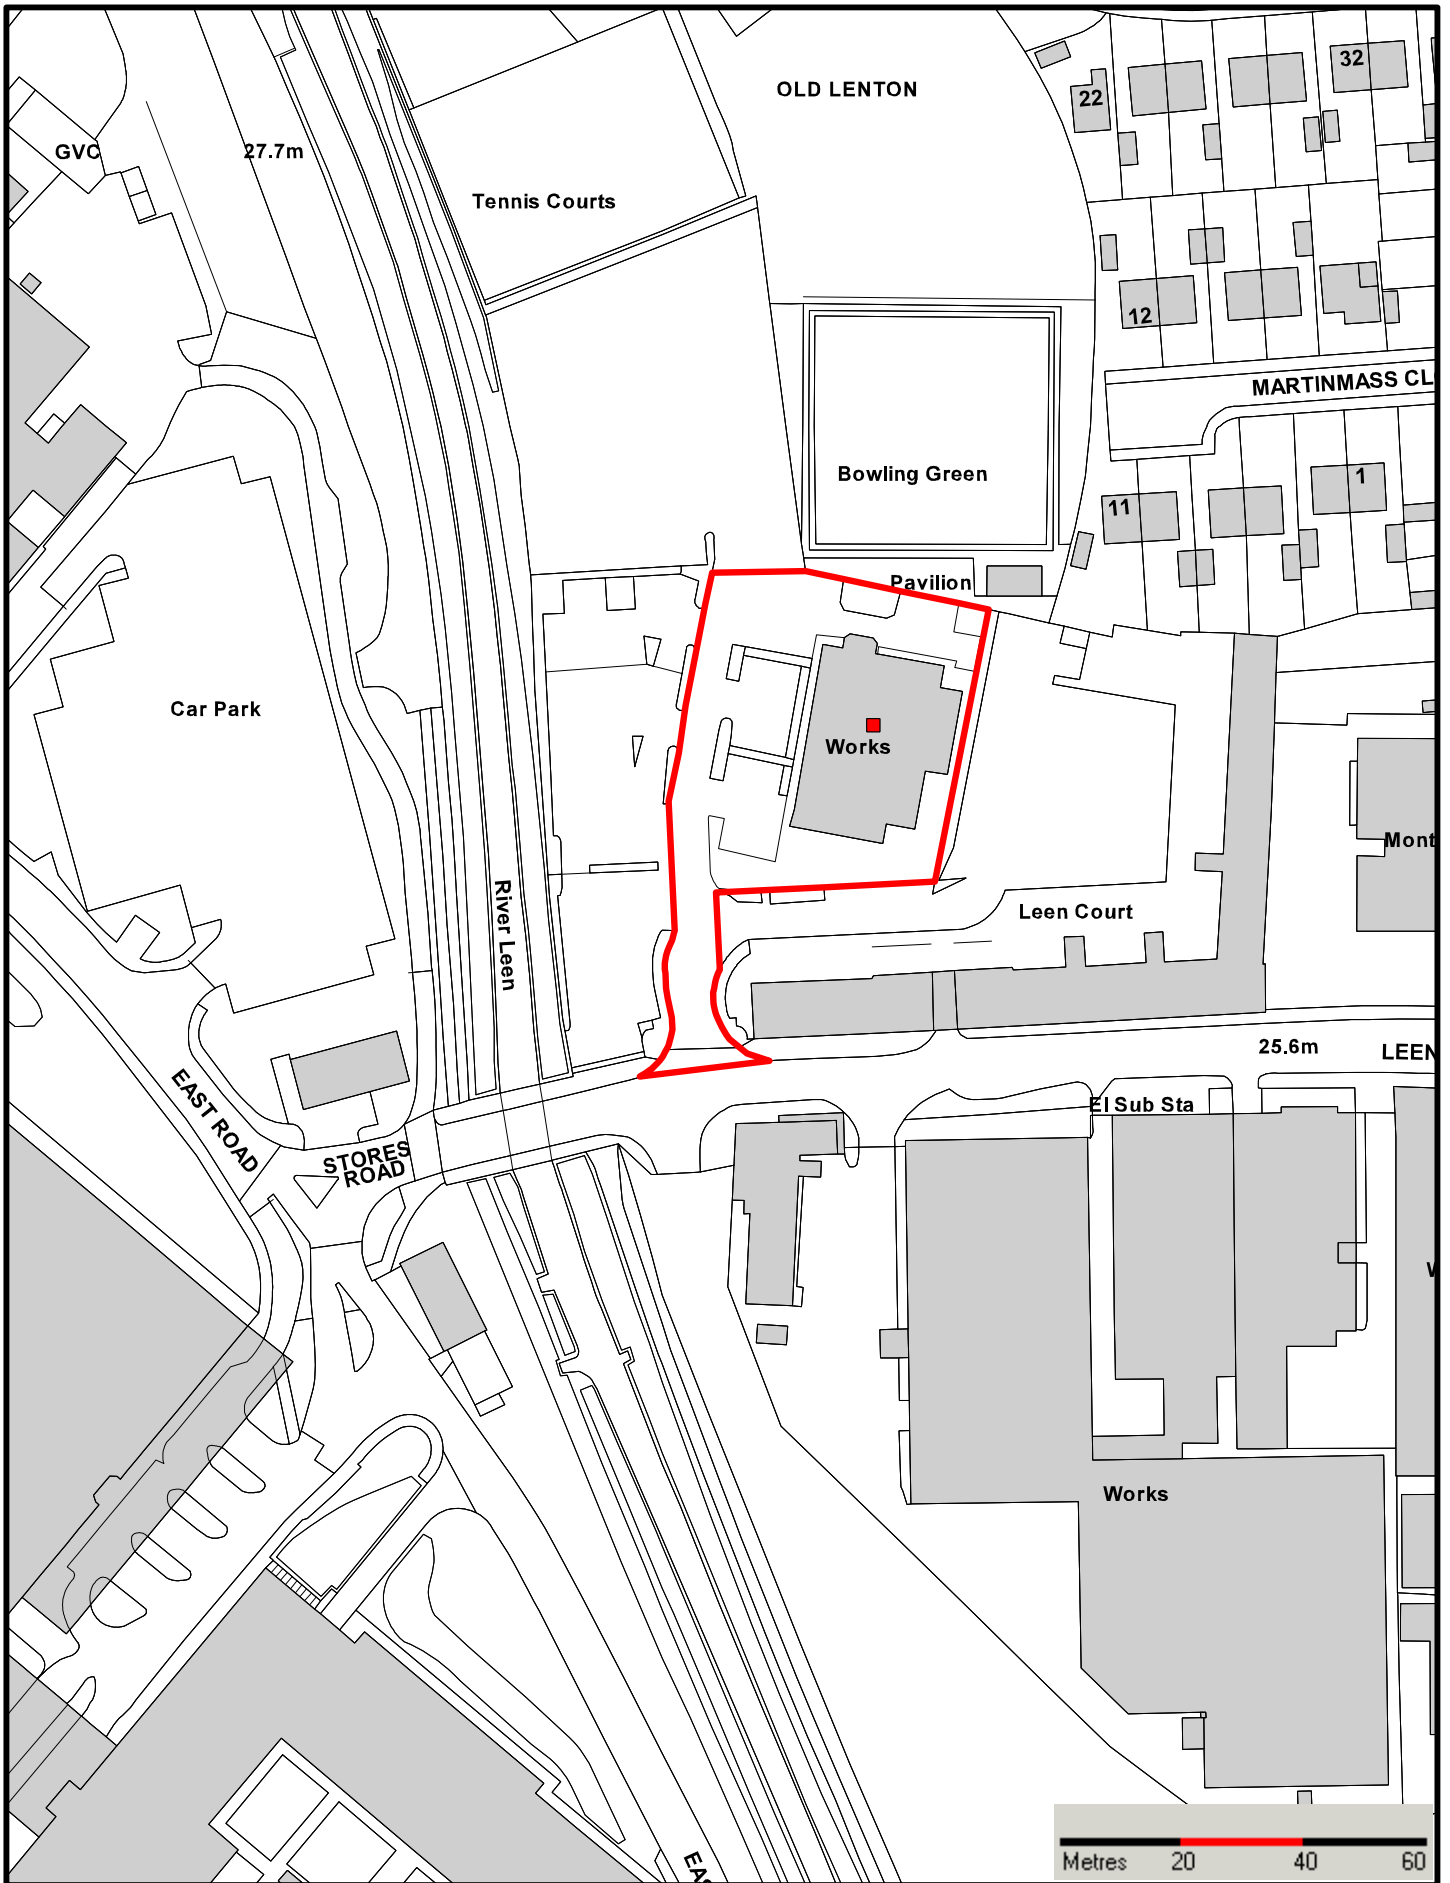 OLD LENTON
32
22
GVC
27.7m
Tennis Courts
12
MARTINMASS CL
Bowling Green
1
11
Pavilion
Car Park
Works
Mont
River Leen
Leen Court
25.6m
LEEN
EAST ROAD
El Sub Sta
STORES
ROAD
Works
EAS
Metres 20 40 60